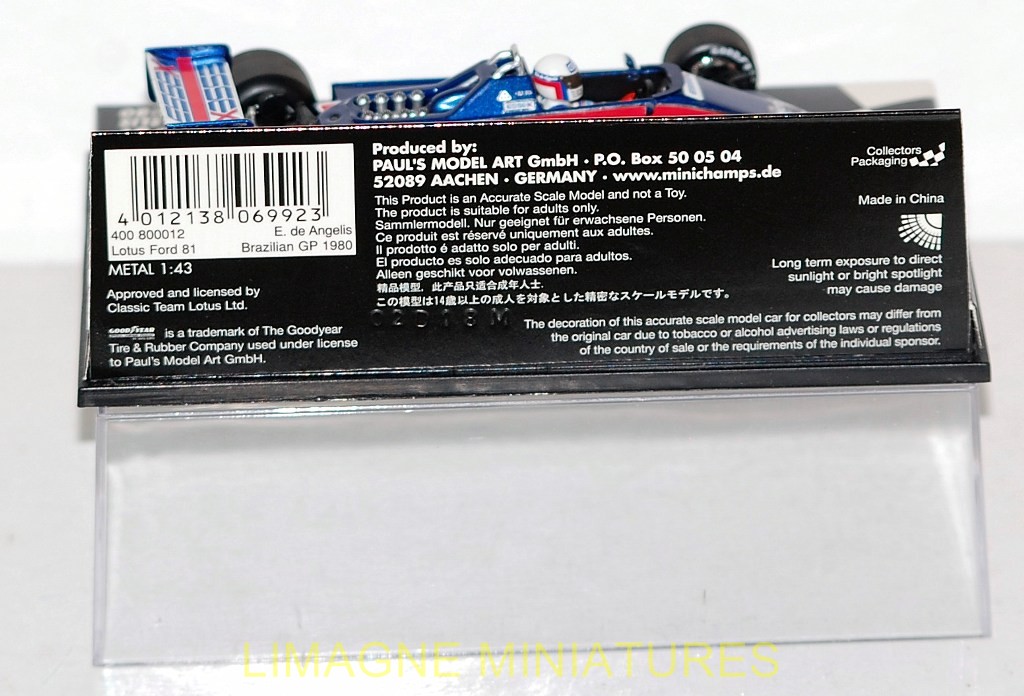 4 012138 069923
400 800012 E. de Angelis
Lotus Ford 81 Brazilian GP 1980
METAL 1:43
Approved and licensed by
Classic Team Lotus Ltd.
GOODYEAR is a trademark of The Goodyear
Tire & Rubber Company used under license
to Paul's Model Art GmbH.
Produced by:
PAUL'S MODEL ART GmbH · P.O. Box 50 05 04
52089 AACHEN · GERMANY · www.minichamps.de
This Product is an Accurate Scale Model and not a Toy.
The product is suitable for adults only.
Sammlermodell. Nur geeignet für erwachsene Personen.
Ce produit est réservé uniquement aux adultes.
Il prodotto é adatto solo per adulti.
El producto es solo adecuado para adultos.
Alleen geschikt voor volwassenen.
精品模型，此产品只适合成年人士.
この模型は14歳以上の成人を対象とした精密なスケールモデルです。
Collectors
Packaging
Made in China
Long term exposure to direct
sunlight or bright spotlight
may cause damage
The decoration of this accurate scale model car for collectors may differ from
the original car due to tobacco or alcohol advertising laws or regulations
of the country of sale or the requirements of the individual sponsor.
LIMAGNE MINIATURES